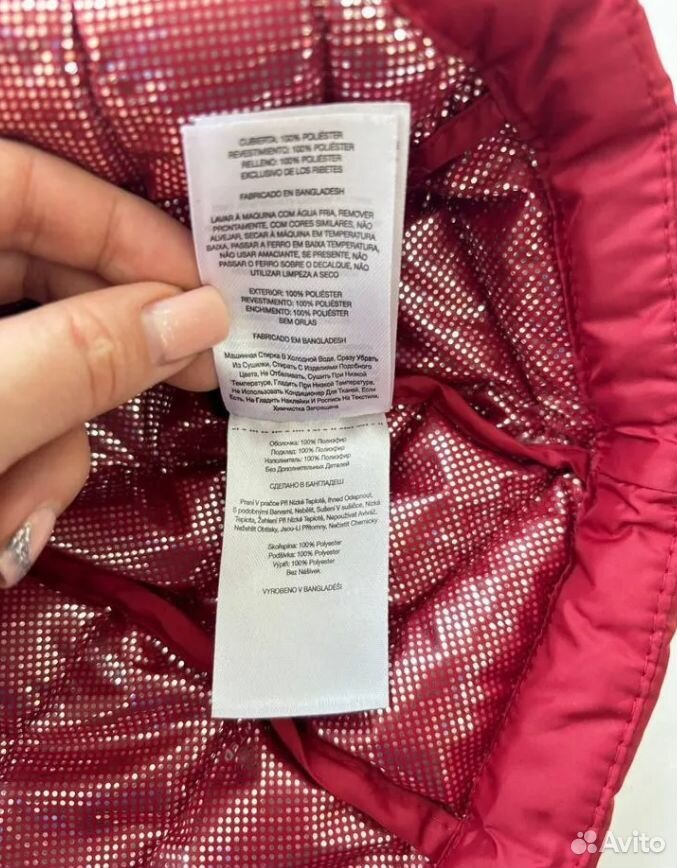 CUBIERTA: 100% POLIÉSTER
REVESTIMIENTO: 100% POLIÉSTER
RELLENO: 100% POLIÉSTER
EXCLUSIVO DE LOS RIBETES
FABRICADO EN BANGLADESH
LAVAR À MAQUINA COM ÁGUA FRIA, REMOVER
PRONTAMENTE, COM CORES SIMILARES, NÃO
ALVEJAR, SECAR À MÁQUINA EM TEMPERATURA
BAIXA, PASSAR A FERRO EM BAIXA TEMPERATURA,
NÃO USAR AMACIANTE, SE PRESENTE, NÃO
PASSAR O FERRO SOBRE O DECALQUE, NÃO
UTILIZAR LIMPEZA A SECO
EXTERIOR: 100% POLIÉSTER
REVESTIMENTO: 100% POLIÉSTER
ENCHIMENTO: 100% POLIÉSTER
SEM ORLAS
FABRICADO EM BANGLADESH
Машинная Стирка В Холодной Воде, Сразу Убрать
Из Сушилки, Стирать С Изделиями Подобного
Цвета, Не Отбеливать, Сушить При Низкой
Температуре, Гладить При Низкой Температуре,
Не Использовать Кондиционер Для Тканей, Если
Есть, На Гладить Наклейки И Роспись На Текстиле,
Химчистка Запрещена
Оболочка: 100% Полиэфир
Подклад: 100% Полиэфир
Наполнитель: 100% Полиэфир
Без Дополнительных Деталей
СДЕЛАНО В БАНГЛАДЕШ
Praní V pračce Při Nízké Teplotě, Ihned Odepnout,
S podobnými Barvami, Nebělit, Sušení V sušičce, Nízká
Teplota, Žehlení Při Nízké Teplotě, Nepoužívat Aviváž,
Nežehlit Obtisky, Jsou-Li Přítomny, Nečistit Chemicky
Skořepina: 100% Polyester
Podšívka: 100% Polyester
Výplň: 100% Polyester
Bez Nášivek
VYROBENO V BANGLADÉŠI
Avito